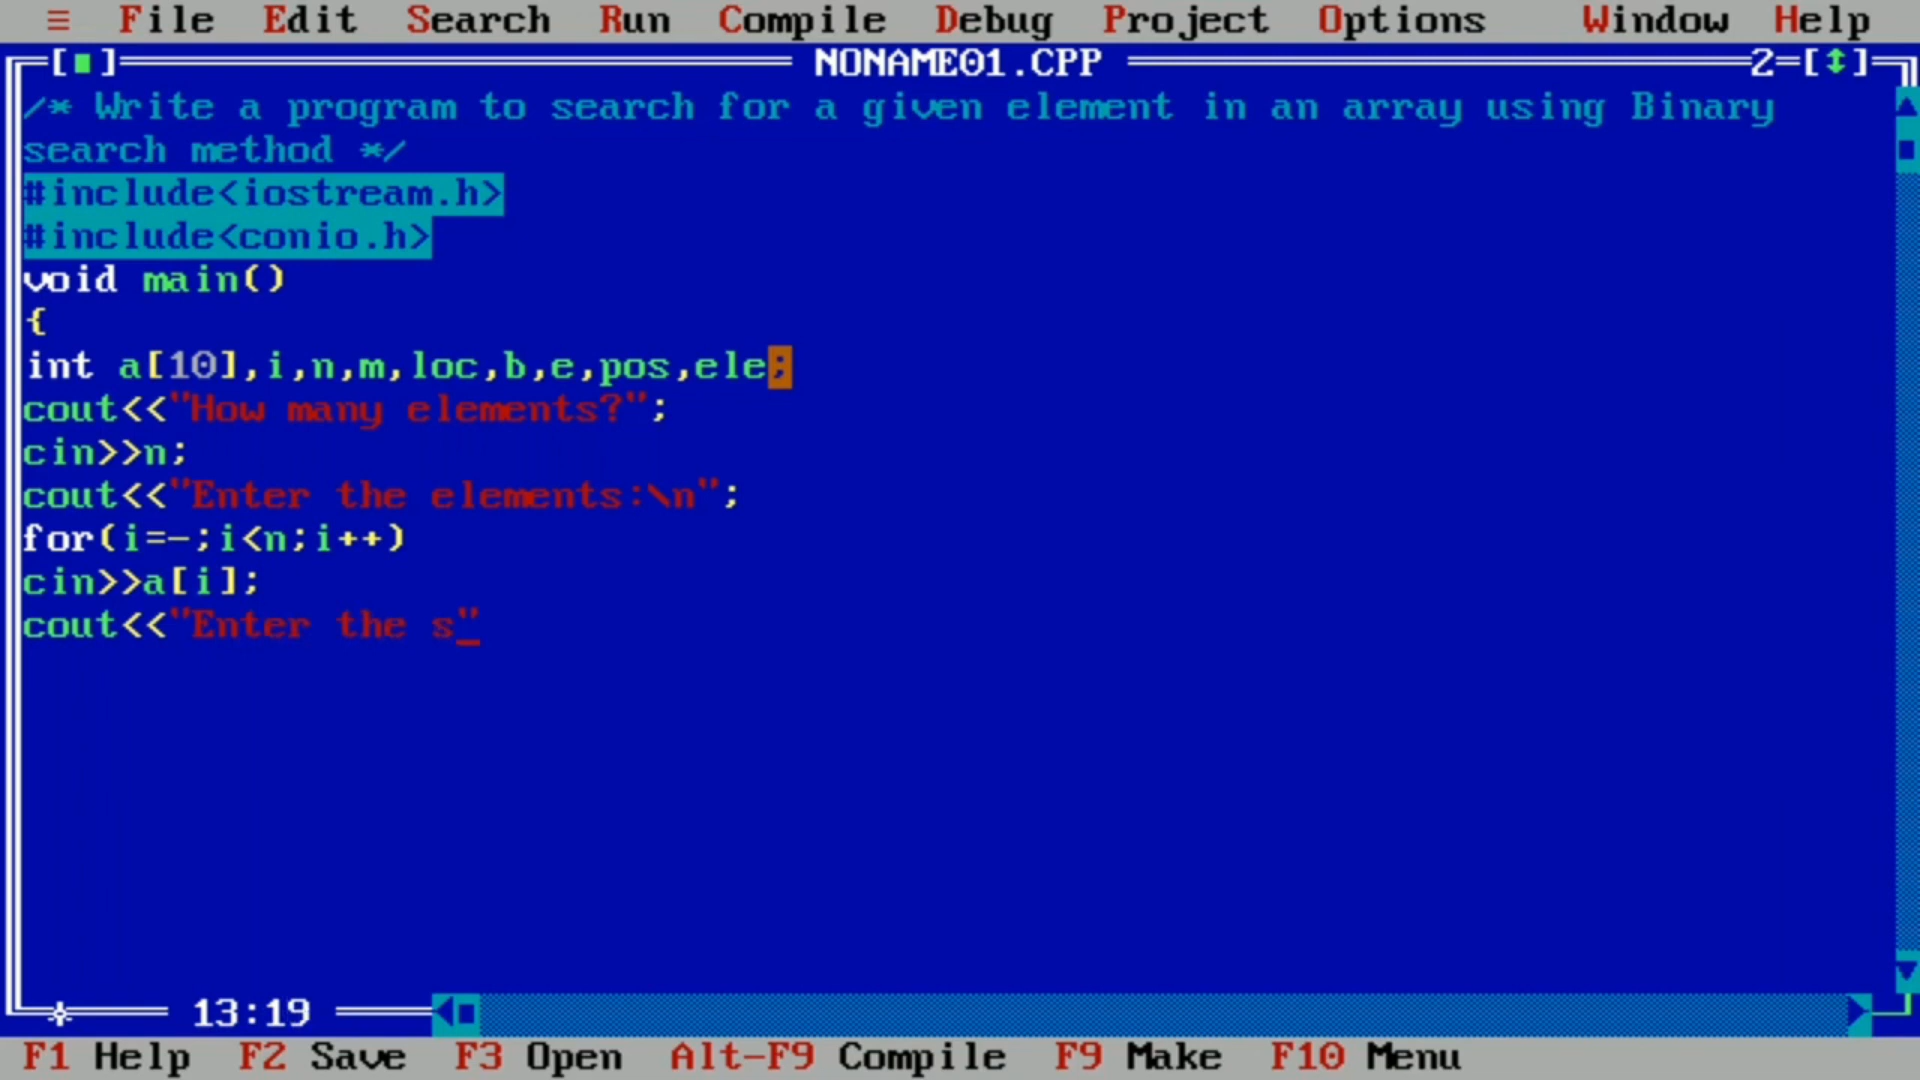 ≡ File Edit Search Run Compile Debug Project Options Window Help
[■] NONAME01.CPP 2=[↕]
/* Write a program to search for a given element in an array using Binary
search method */
#include<iostream.h>
#include<conio.h>
void main()
{
int a[10],i,n,m,loc,b,e,pos,ele;
cout<<"How many elements?";
cin>>n;
cout<<"Enter the elements:\n";
for(i=-;i<n;i++)
cin>>a[i];
cout<<"Enter the s"
13:19
F1 Help F2 Save F3 Open Alt-F9 Compile F9 Make F10 Menu